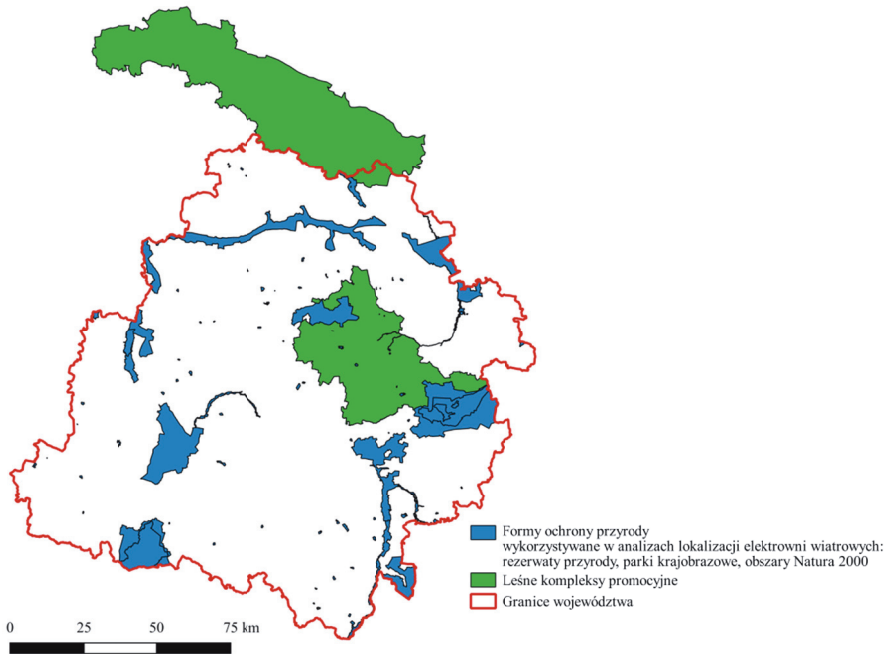 Formy ochrony przyrody
wykorzystywane w analizach lokalizacji elektrowni wiatrowych:
rezerwaty przyrody, parki krajobrazowe, obszary Natura 2000
Leśne kompleksy promocyjne
Granice województwa
0 25 50 75 km